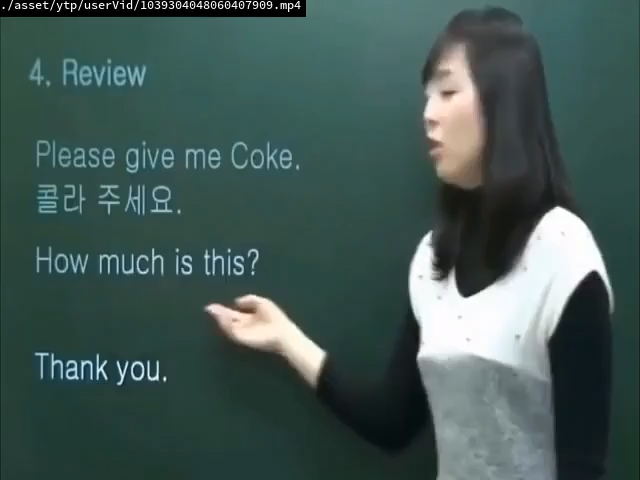 ./asset/ytp/userVid/1039304048060407909.mp4
4. Review
Please give me Coke.
콜라 주세요.
How much is this?
Thank you.